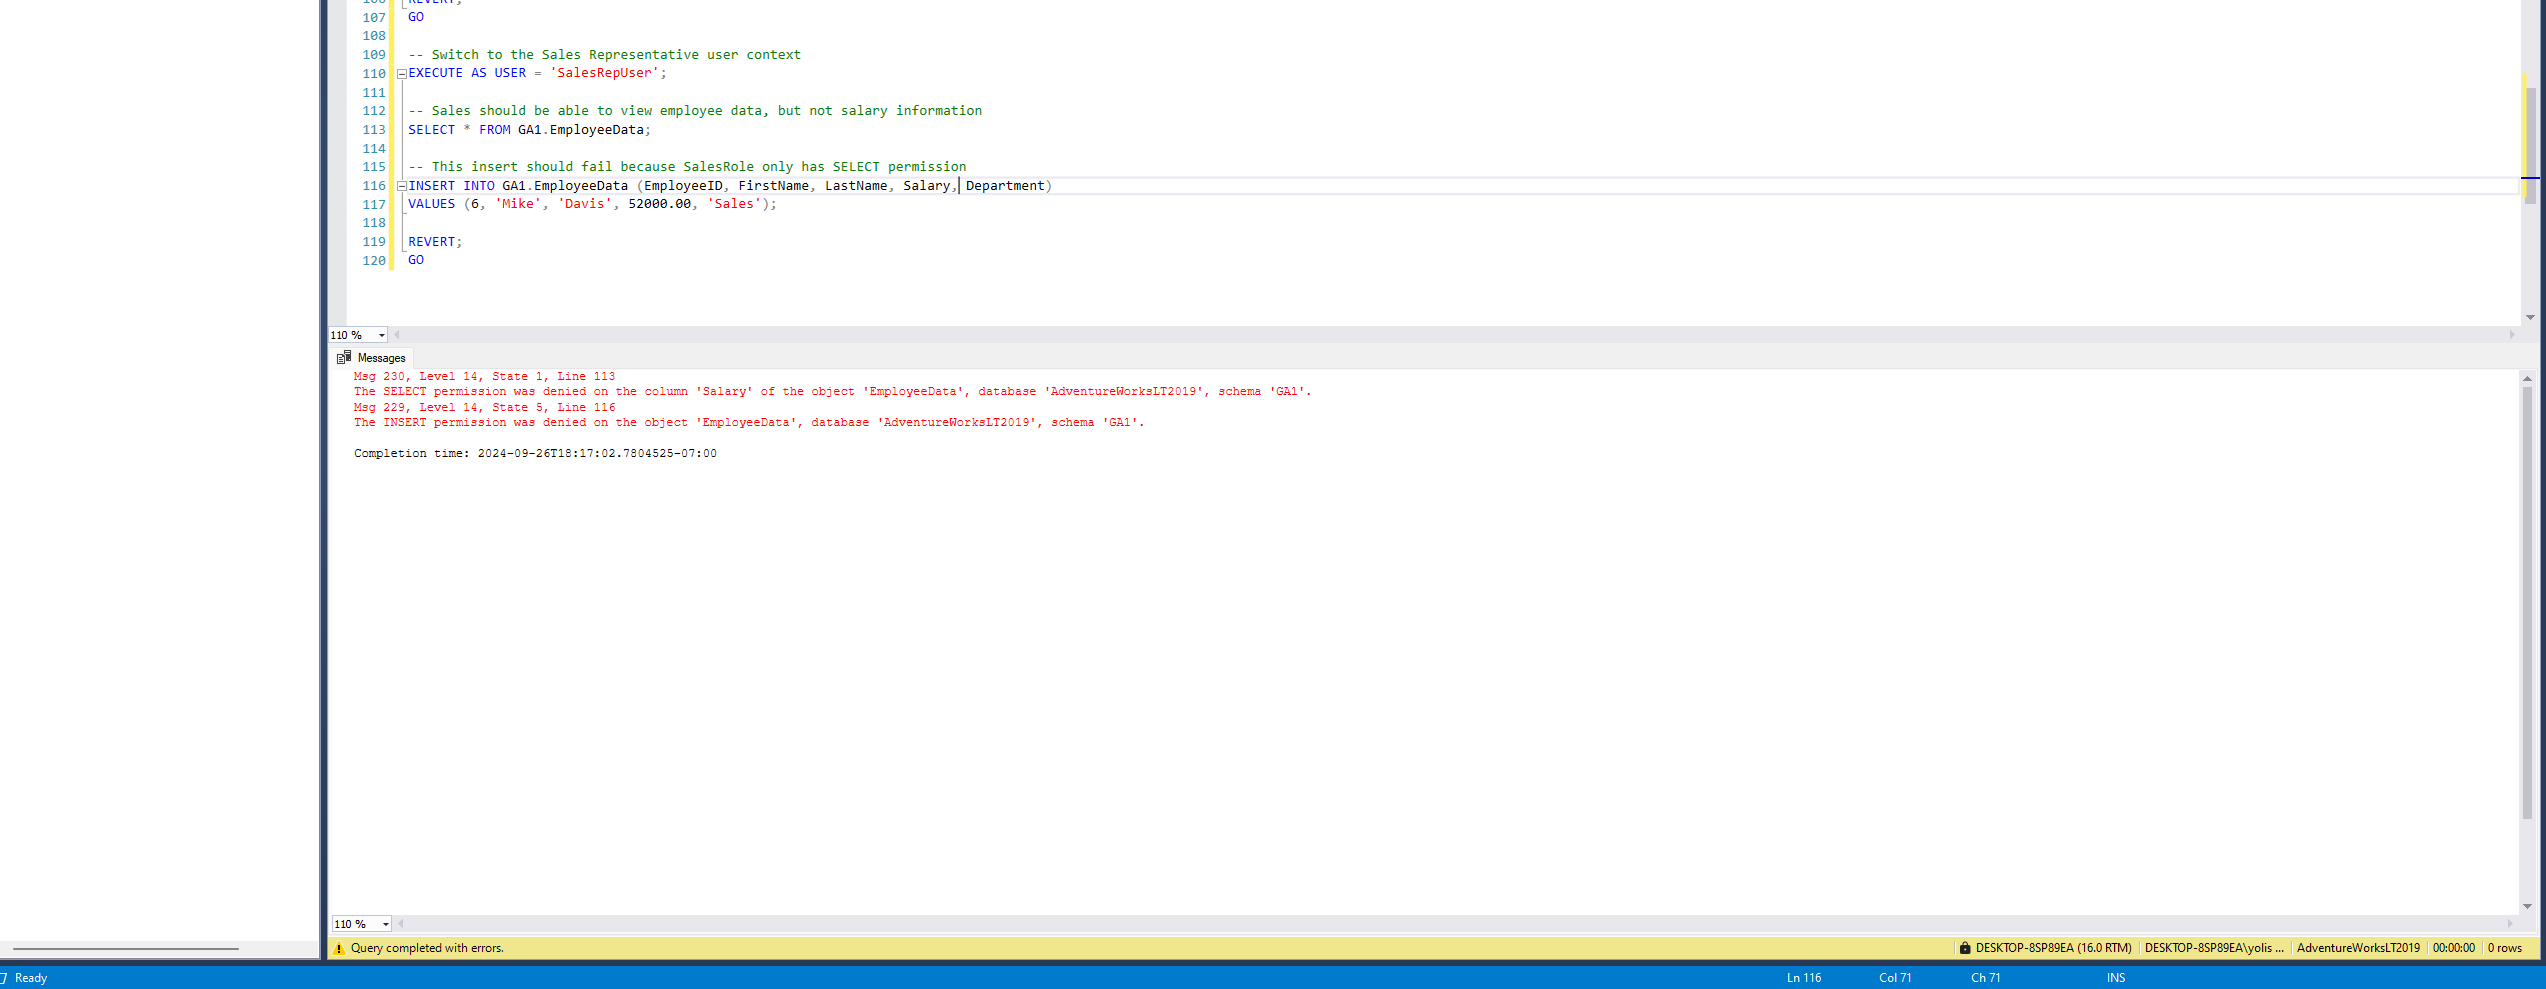 106 REVERT;
107 GO
108
109 -- Switch to the Sales Representative user context
110 EXECUTE AS USER = 'SalesRepUser';
111
112 -- Sales should be able to view employee data, but not salary information
113 SELECT * FROM GA1.EmployeeData;
114
115 -- This insert should fail because SalesRole only has SELECT permission
116 INSERT INTO GA1.EmployeeData (EmployeeID, FirstName, LastName, Salary, Department)
117 VALUES (6, 'Mike', 'Davis', 52000.00, 'Sales');
118
119 REVERT;
120 GO
110 %
Messages
Msg 230, Level 14, State 1, Line 113
The SELECT permission was denied on the column 'Salary' of the object 'EmployeeData', database 'AdventureWorksLT2019', schema 'GA1'.
Msg 229, Level 14, State 5, Line 116
The INSERT permission was denied on the object 'EmployeeData', database 'AdventureWorksLT2019', schema 'GA1'.
Completion time: 2024-09-26T18:17:02.7804525-07:00
110 %
Query completed with errors. DESKTOP-8SP89EA (16.0 RTM) DESKTOP-8SP89EA\yolis ... AdventureWorksLT2019 00:00:00 0 rows
Ready Ln 116 Col 71 Ch 71 INS